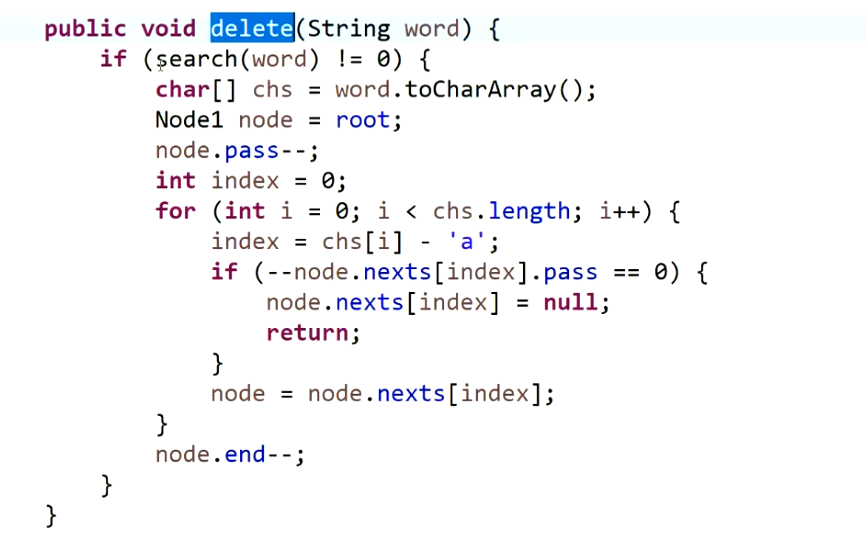 public void delete(String word) {
if (search(word) != 0) {
char[] chs = word.toCharArray();
Node1 node = root;
node.pass--;
int index = 0;
for (int i = 0; i < chs.length; i++) {
index = chs[i] - 'a';
if (--node.nexts[index].pass == 0) {
node.nexts[index] = null;
return;
}
node = node.nexts[index];
}
node.end--;
}
}